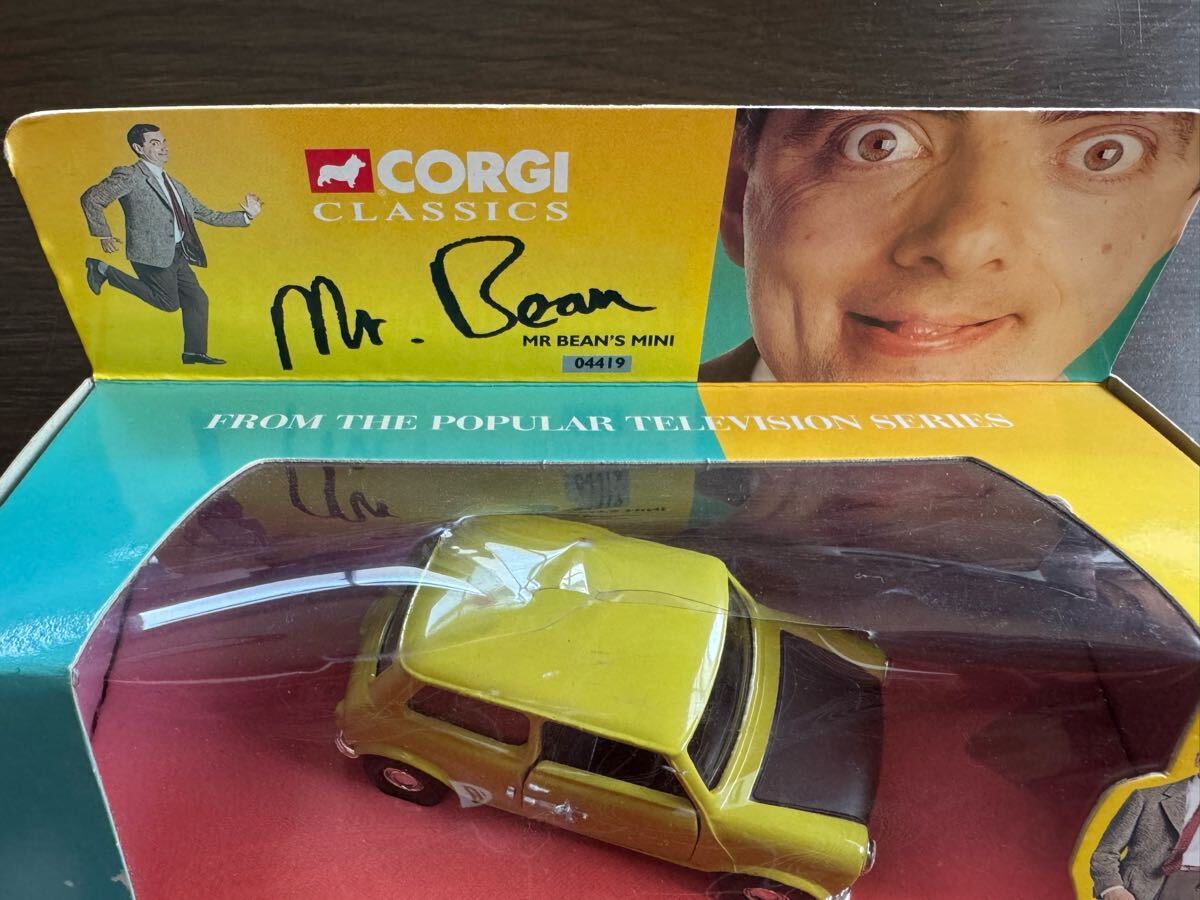 CORGI
CLASSICS
Mr. Bean
MR BEAN'S MINI
04419
FROM THE POPULAR TELEVISION SERIES